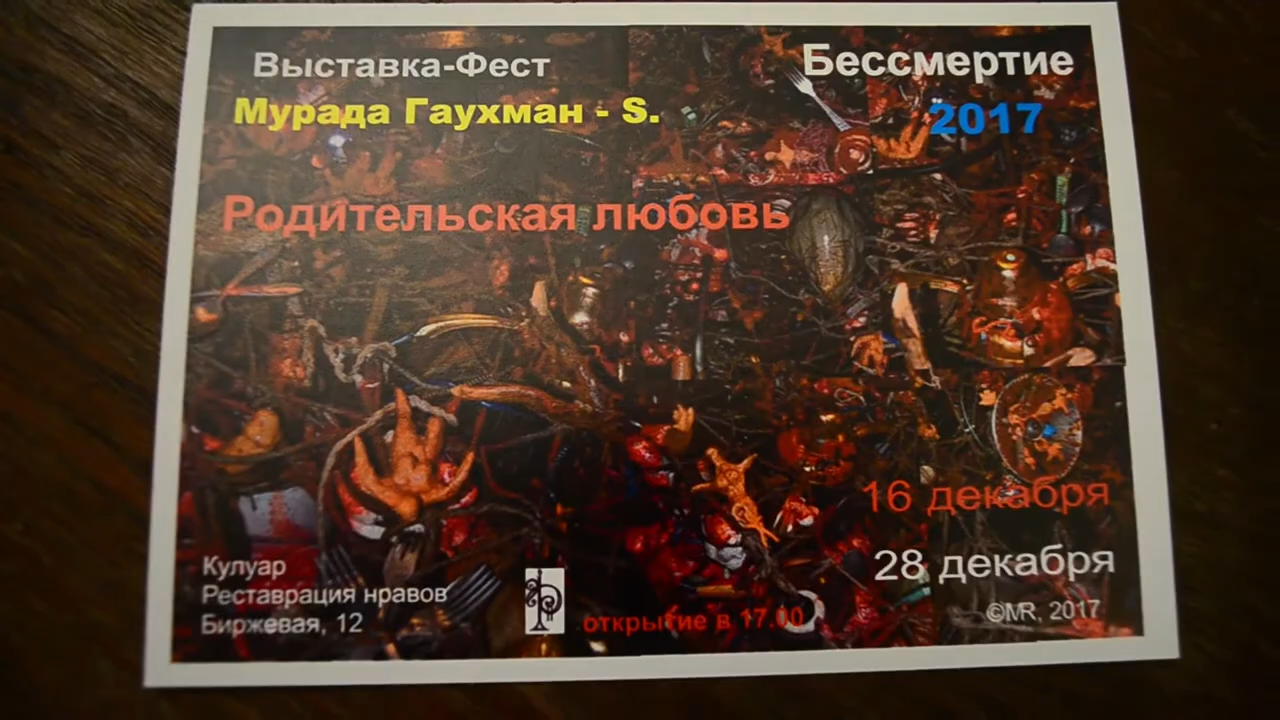 Выставка-Фест
Мурада Гаухман - S.
Бессмертие
2017
Родительская любовь
16 декабря
28 декабря
©MR, 2017
Кулуар
Реставрация нравов
Биржевая, 12
открытие в 17.00